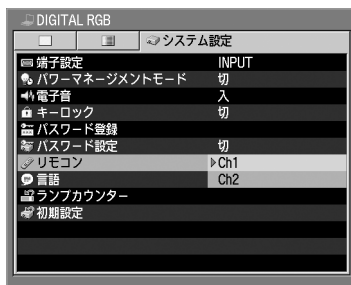 DIGITAL RGB
システム設定
端子設定 INPUT
パワーマネージメントモード 切
電子音 入
キーロック 切
パスワード登録
パスワード設定 切
リモコン Ch1
言語 Ch2
ランプカウンター
初期設定